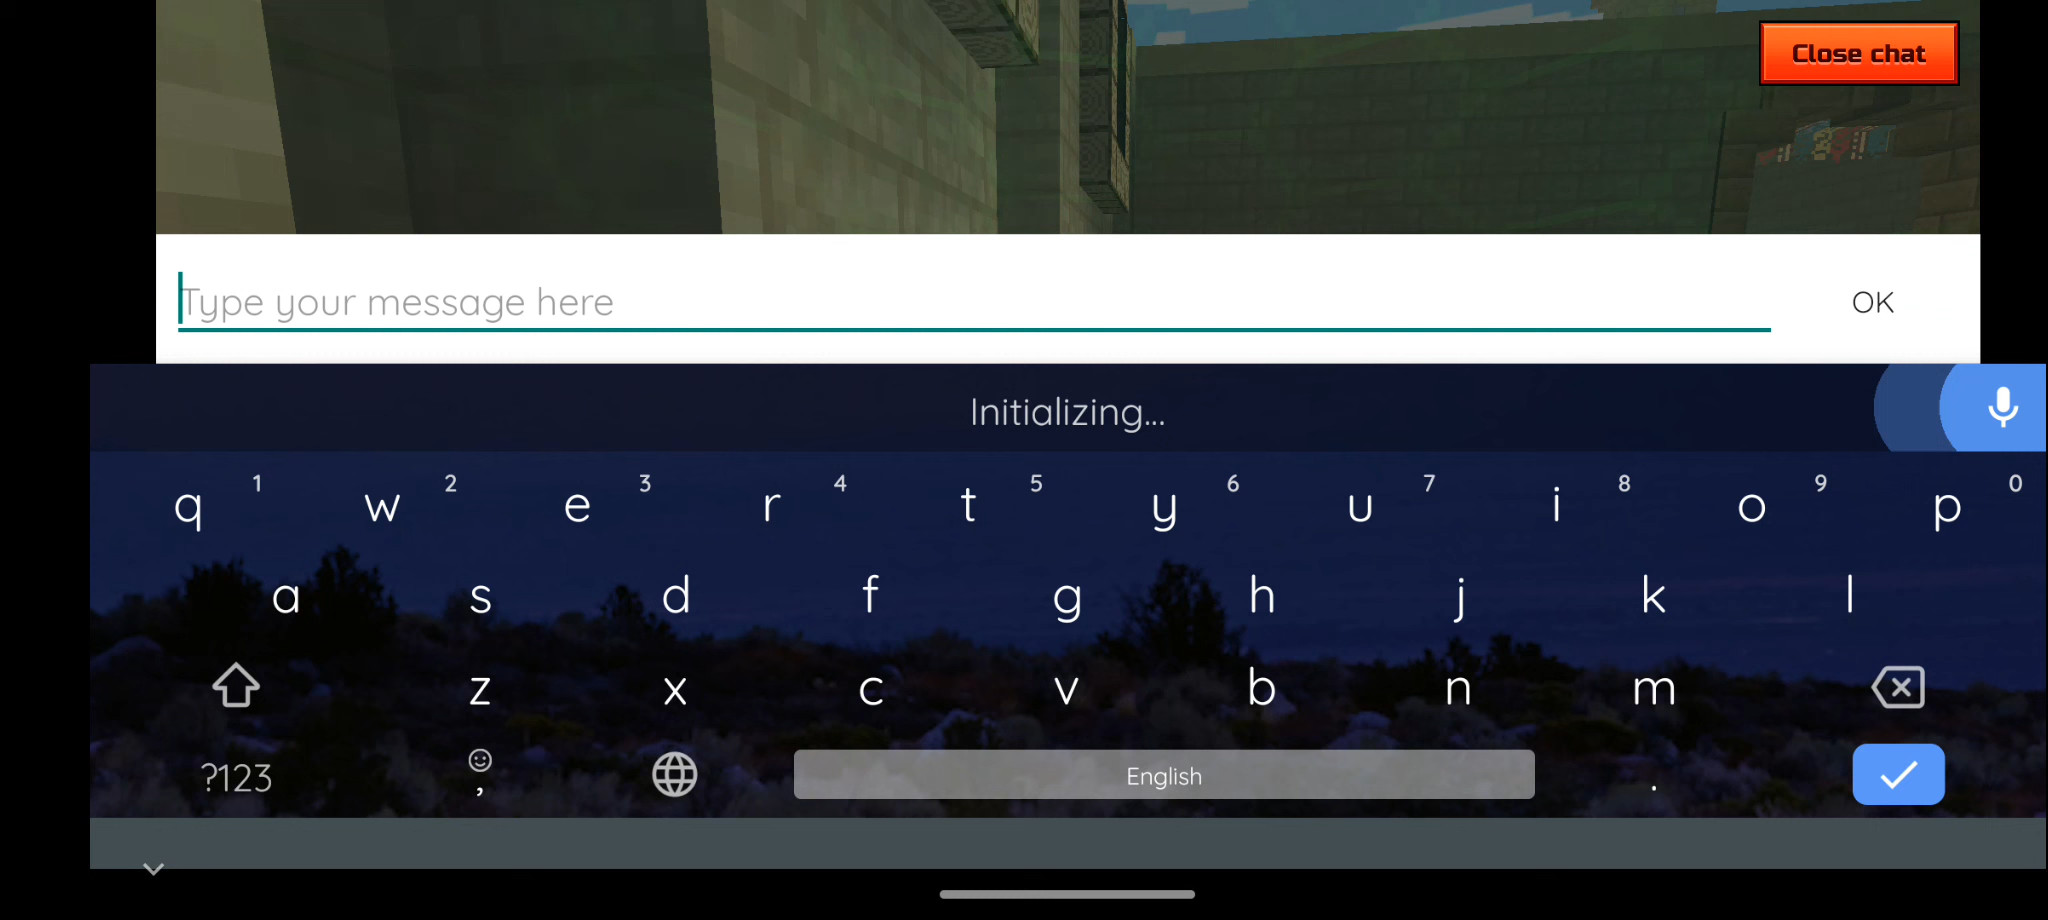 Close chat
Type your message here
OK
Initializing...
1 2 3 4 5 6 7 8 9 0
q w e r t y u i o p
a s d f g h j k l
z x c v b n m
?123 , English .